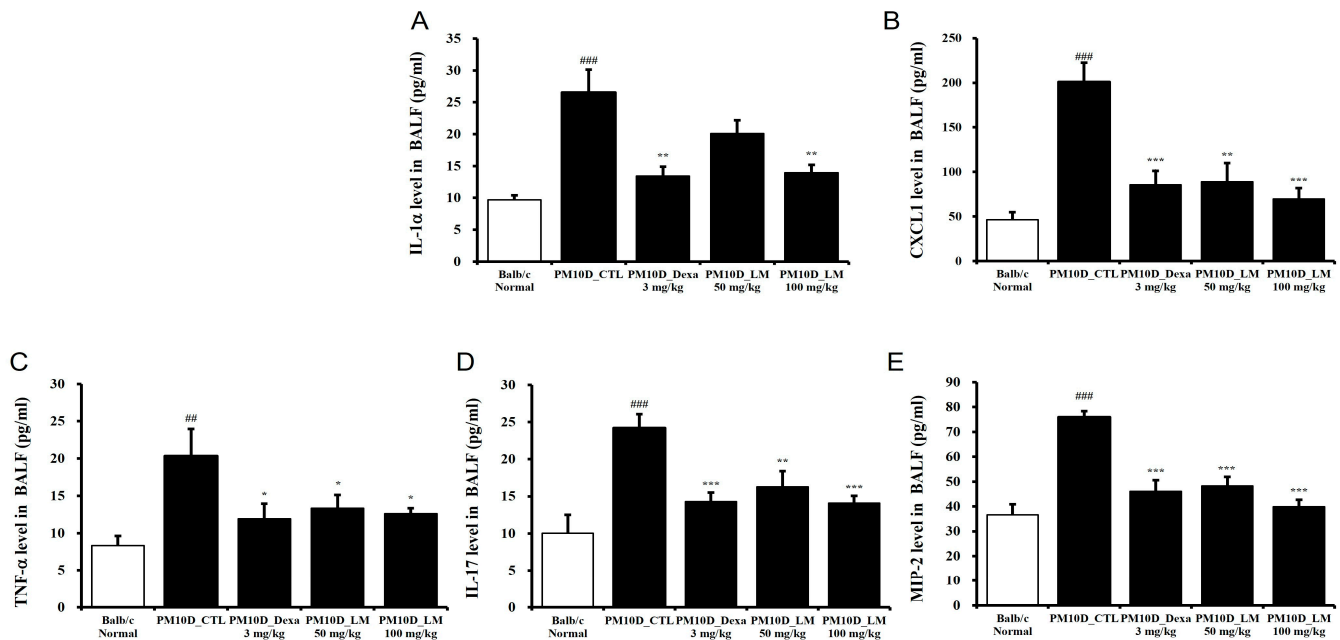 A
IL-1α level in BALF (pg/ml)
35
30
25
20
15
10
5
0
###
**
**
Balb/c Normal
PM10D_CTL
PM10D_Dexa 3 mg/kg
PM10D_LM 50 mg/kg
PM10D_LM 100 mg/kg
B
CXCL1 level in BALF (pg/ml)
250
200
150
100
50
0
###
***
**
***
Balb/c Normal
PM10D_CTL
PM10D_Dexa 3 mg/kg
PM10D_LM 50 mg/kg
PM10D_LM 100 mg/kg
C
TNF-α level in BALF (pg/ml)
30
25
20
15
10
5
0
##
*
*
*
Balb/c Normal
PM10D_CTL
PM10D_Dexa 3 mg/kg
PM10D_LM 50 mg/kg
PM10D_LM 100 mg/kg
D
IL-17 level in BALF (pg/ml)
30
25
20
15
10
5
0
###
***
**
***
Balb/c Normal
PM10D_CTL
PM10D_Dexa 3 mg/kg
PM10D_LM 50 mg/kg
PM10D_LM 100 mg/kg
E
MIP-2 level in BALF (pg/ml)
90
80
70
60
50
40
30
20
10
0
###
***
***
***
Balb/c Normal
PM10D_CTL
PM10D_Dexa 3 mg/kg
PM10D_LM 50 mg/kg
PM10D_LM 100 mg/kg